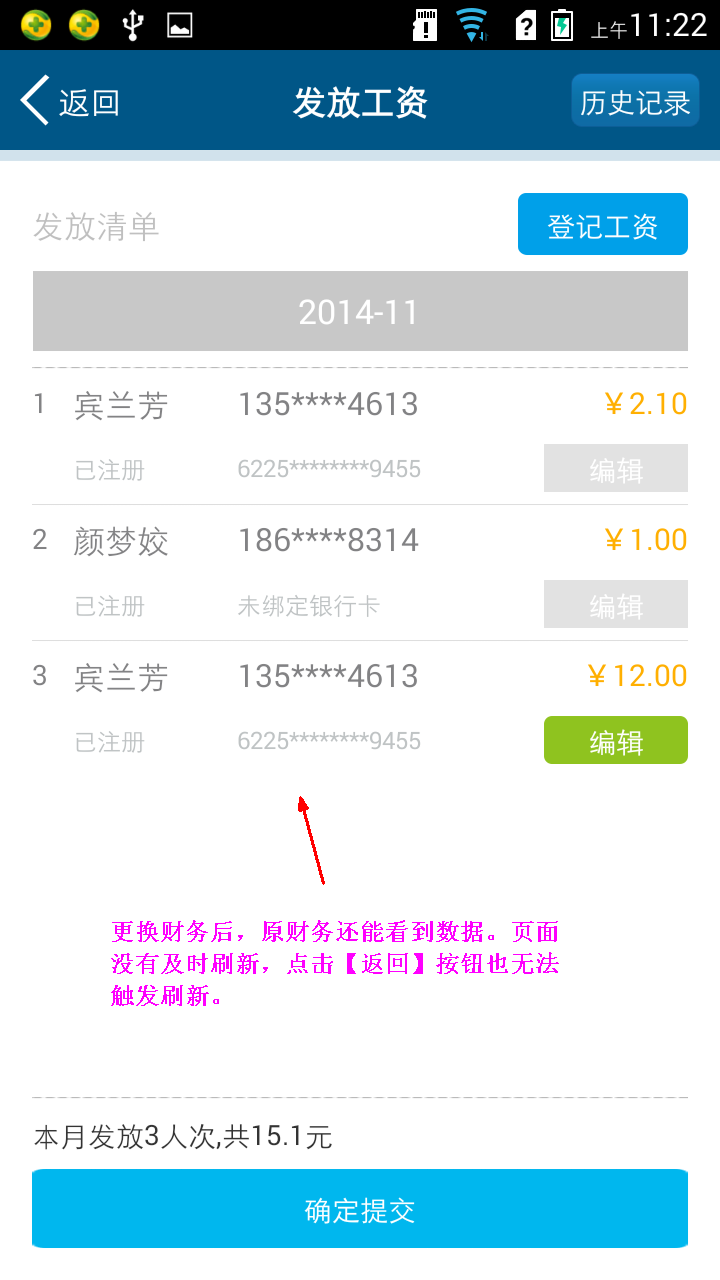 上午11:22
返回 发放工资 历史记录
发放清单 登记工资
2014-11
1 宾兰芳 135****4613 ￥2.10
已注册 6225********9455 编辑
2 颜梦姣 186****8314 ￥1.00
已注册 未绑定银行卡 编辑
3 宾兰芳 135****4613 ￥12.00
已注册 6225********9455 编辑
更换财务后，原财务还能看到数据。页面
没有及时刷新，点击【返回】按钮也无法
触发刷新。
本月发放3人次,共15.1元
确定提交